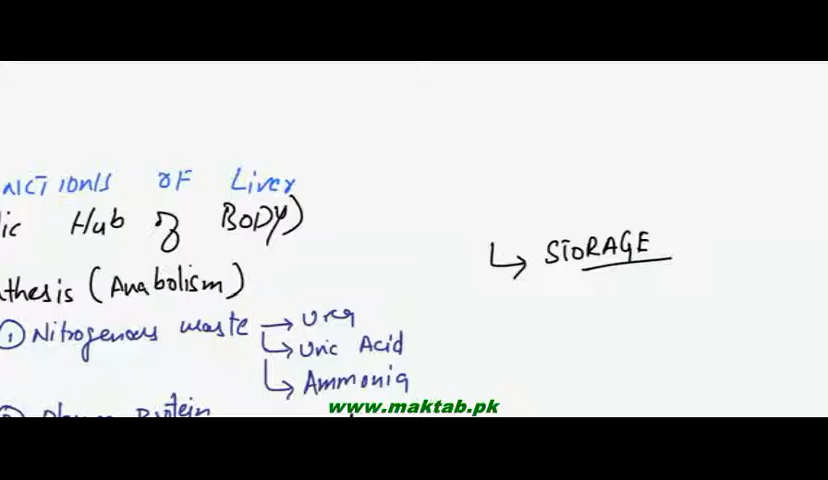 NCTIONS OF Liver
ic Hub of BODY)
thesis (Anabolism)
① Nitrogenous waste → Urea
↳ Uric Acid
↳ Ammonia
Protein
↳ STORAGE
www.maktab.pk